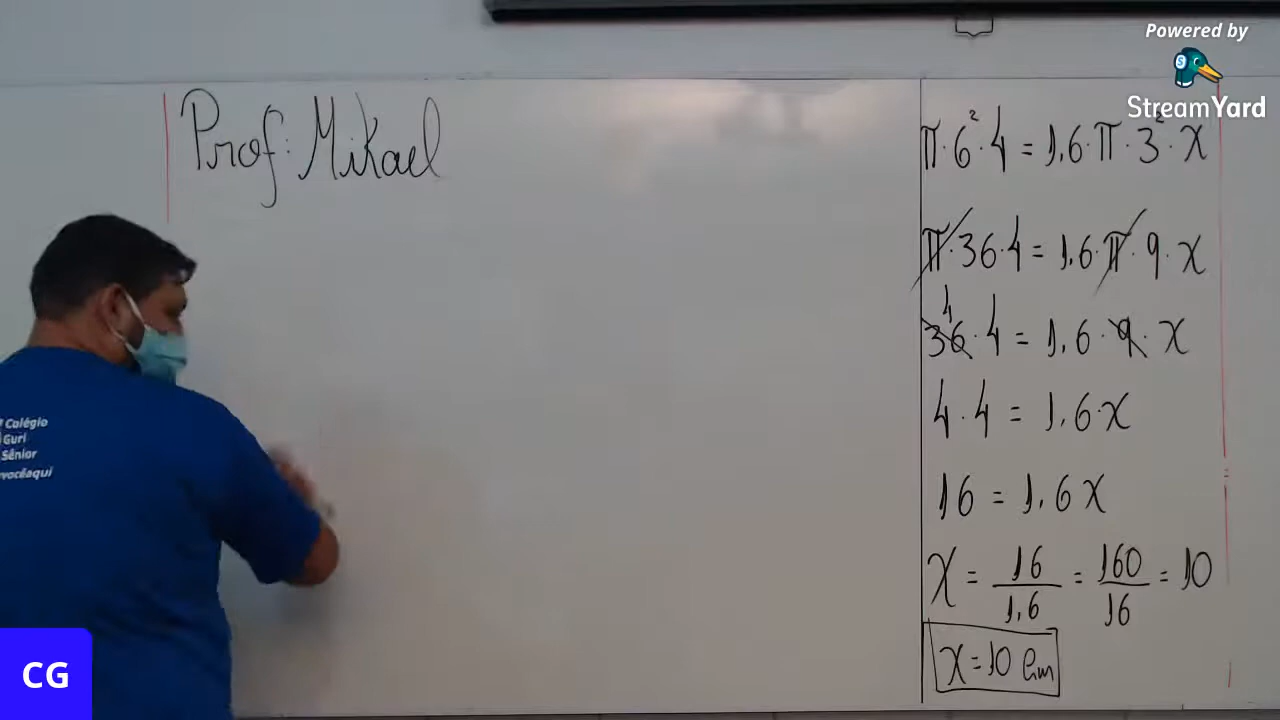 Powered by
StreamYard
Prof: Mikael
π·6²·4 = 1,6·π·3²·x
π·36·4 = 1,6·π·9·x
4
36·4 = 1,6·9·x
4·4 = 1,6·x
16 = 1,6x
x = 16/1,6 = 160/16 = 10
x = 10 cm
Colégio
Guri
Sênior
CG